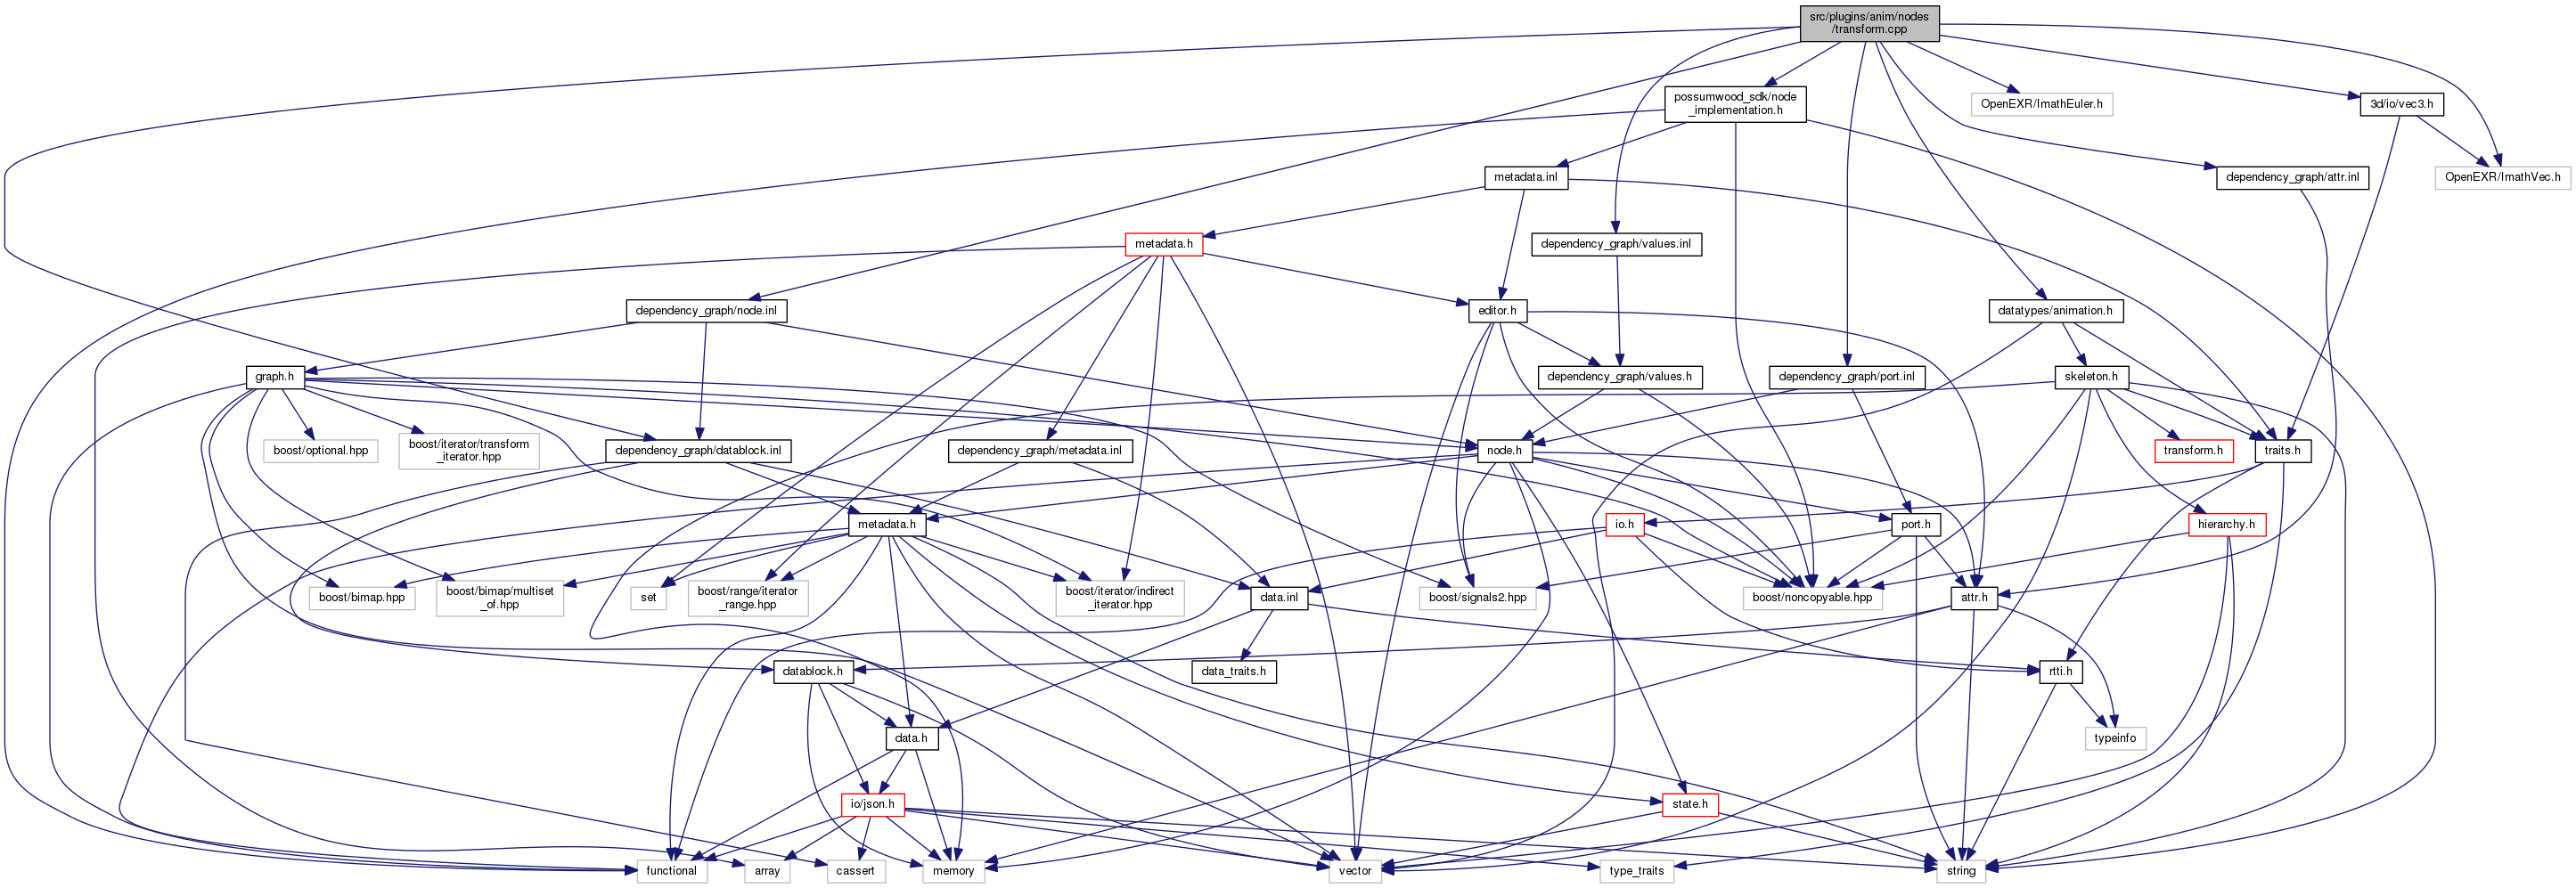 src/plugins/anim/nodes
/transform.cpp
possumwood_sdk/node
_implementation.h
OpenEXR/ImathEuler.h
3d/io/vec3.h
metadata.inl
dependency_graph/attr.inl
OpenEXR/ImathVec.h
metadata.h
dependency_graph/values.inl
dependency_graph/node.inl
editor.h
datatypes/animation.h
graph.h
dependency_graph/values.h
dependency_graph/port.inl
skeleton.h
boost/optional.hpp
boost/iterator/transform
_iterator.hpp
dependency_graph/datablock.inl
dependency_graph/metadata.inl
node.h
transform.h
traits.h
metadata.h
io.h
port.h
hierarchy.h
boost/bimap.hpp
boost/bimap/multiset
_of.hpp
set
boost/range/iterator
_range.hpp
boost/iterator/indirect
_iterator.hpp
data.inl
boost/signals2.hpp
boost/noncopyable.hpp
attr.h
datablock.h
data_traits.h
rtti.h
data.h
typeinfo
io/json.h
state.h
functional
array
cassert
memory
vector
type_traits
string